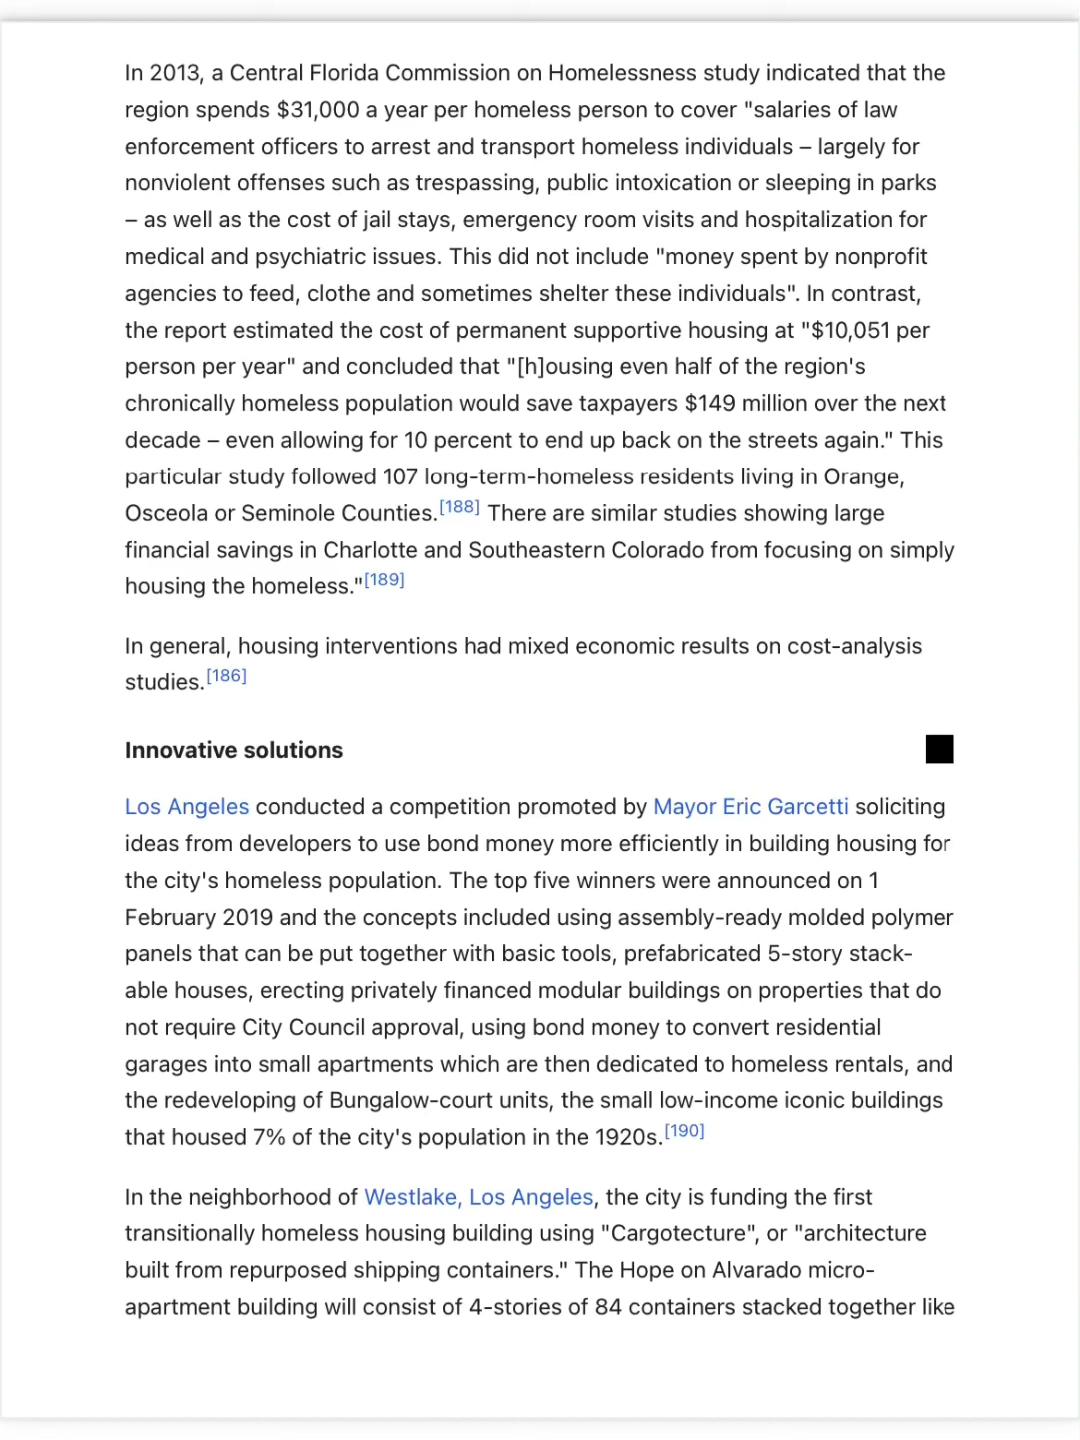 In 2013, a Central Florida Commission on Homelessness study indicated that the
region spends $31,000 a year per homeless person to cover "salaries of law
enforcement officers to arrest and transport homeless individuals – largely for
nonviolent offenses such as trespassing, public intoxication or sleeping in parks
– as well as the cost of jail stays, emergency room visits and hospitalization for
medical and psychiatric issues. This did not include "money spent by nonprofit
agencies to feed, clothe and sometimes shelter these individuals". In contrast,
the report estimated the cost of permanent supportive housing at "$10,051 per
person per year" and concluded that "[h]ousing even half of the region's
chronically homeless population would save taxpayers $149 million over the next
decade – even allowing for 10 percent to end up back on the streets again." This
particular study followed 107 long-term-homeless residents living in Orange,
Osceola or Seminole Counties.[188] There are similar studies showing large
financial savings in Charlotte and Southeastern Colorado from focusing on simply
housing the homeless."[189]
In general, housing interventions had mixed economic results on cost-analysis
studies.[186]
Innovative solutions
Los Angeles conducted a competition promoted by Mayor Eric Garcetti soliciting
ideas from developers to use bond money more efficiently in building housing for
the city's homeless population. The top five winners were announced on 1
February 2019 and the concepts included using assembly-ready molded polymer
panels that can be put together with basic tools, prefabricated 5-story stack-
able houses, erecting privately financed modular buildings on properties that do
not require City Council approval, using bond money to convert residential
garages into small apartments which are then dedicated to homeless rentals, and
the redeveloping of Bungalow-court units, the small low-income iconic buildings
that housed 7% of the city's population in the 1920s.[190]
In the neighborhood of Westlake, Los Angeles, the city is funding the first
transitionally homeless housing building using "Cargotecture", or "architecture
built from repurposed shipping containers." The Hope on Alvarado micro-
apartment building will consist of 4-stories of 84 containers stacked together like